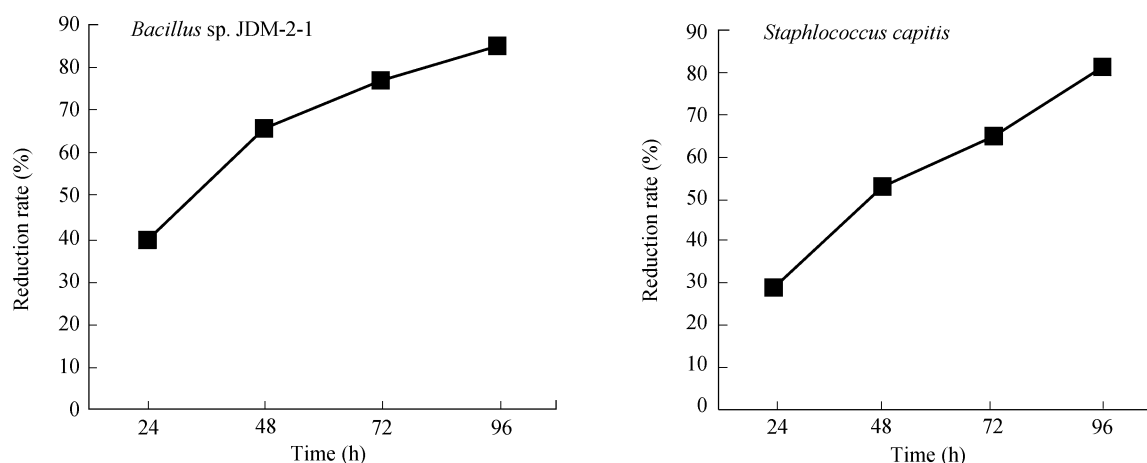 Bacillus sp. JDM-2-1
Reduction rate (%)
90
80
70
60
50
40
30
20
10
0
24 48 72 96
Time (h)
Staphlococcus capitis
Reduction rate (%)
90
80
70
60
50
40
30
20
10
0
24 48 72 96
Time (h)